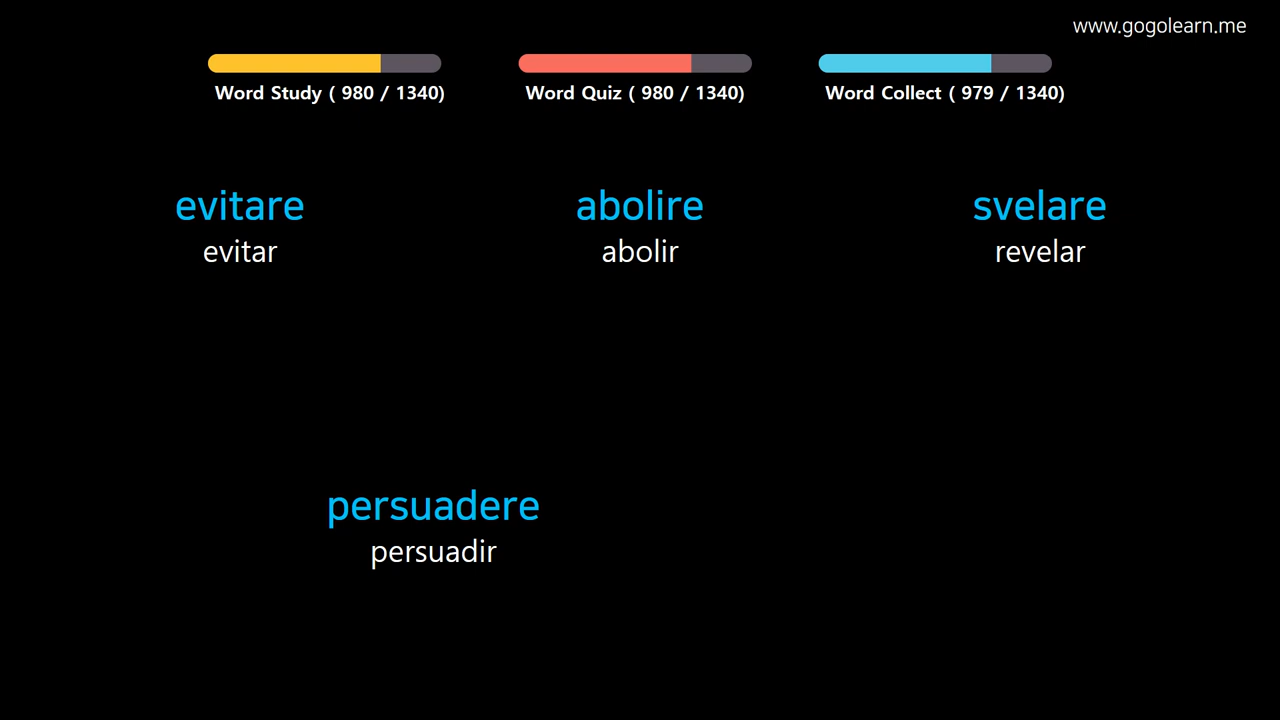 www.gogolearn.me
Word Study ( 980 / 1340)
Word Quiz ( 980 / 1340)
Word Collect ( 979 / 1340)
evitare
evitar
abolire
abolir
svelare
revelar
persuadere
persuadir